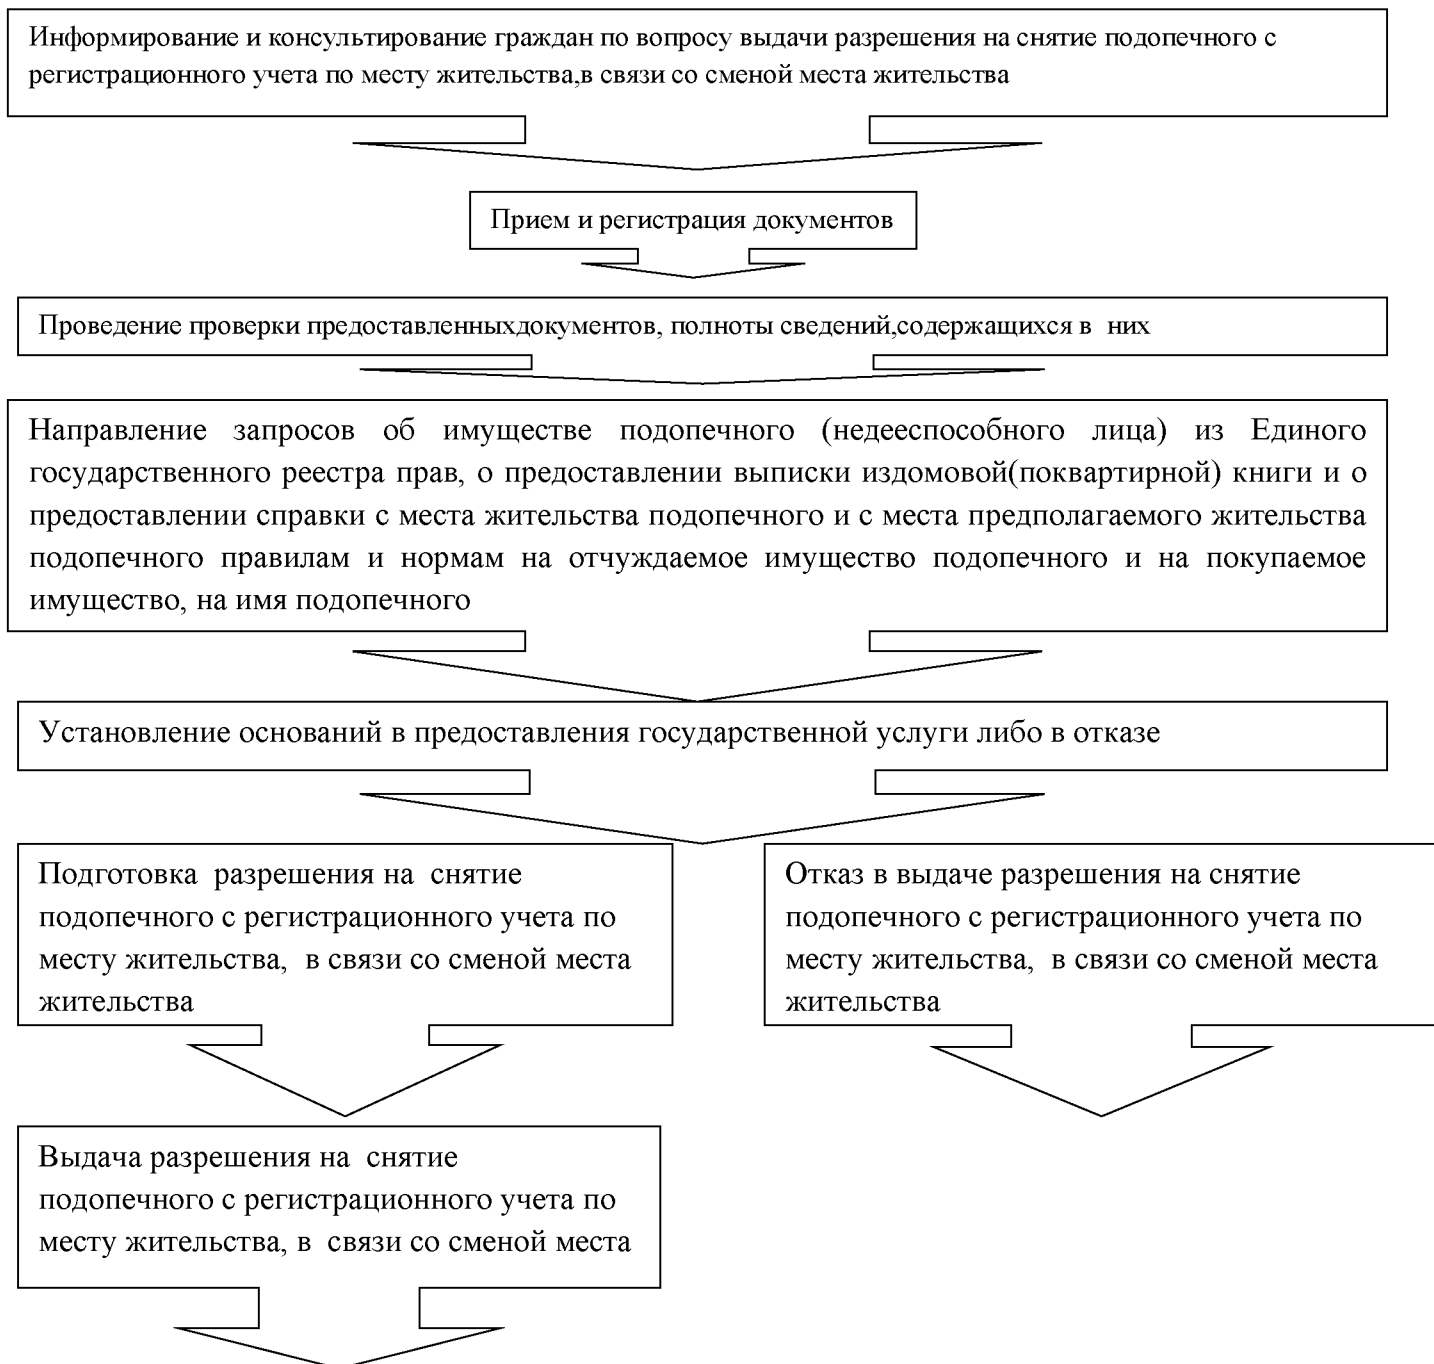 Информирование и консультирование граждан по вопросу выдачи разрешения на снятие подопечного с
регистрационного учета по месту жительства,в связи со сменой места жительства
Прием и регистрация документов
Проведение проверки предоставленныхдокументов, полноты сведений,содержащихся в них
Направление запросов об имуществе подопечного (недееспособного лица) из Единого
государственного реестра прав, о предоставлении выписки издомовой(поквартирной) книги и о
предоставлении справки с места жительства подопечного и с места предполагаемого жительства
подопечного правилам и нормам на отчуждаемое имущество подопечного и на покупаемое
имущество, на имя подопечного
Установление оснований в предоставления государственной услуги либо в отказе
Подготовка разрешения на снятие
подопечного с регистрационного учета по
месту жительства, в связи со сменой места
жительства
Отказ в выдаче разрешения на снятие
подопечного с регистрационного учета по
месту жительства, в связи со сменой места
жительства
Выдача разрешения на снятие
подопечного с регистрационного учета по
месту жительства, в связи со сменой места